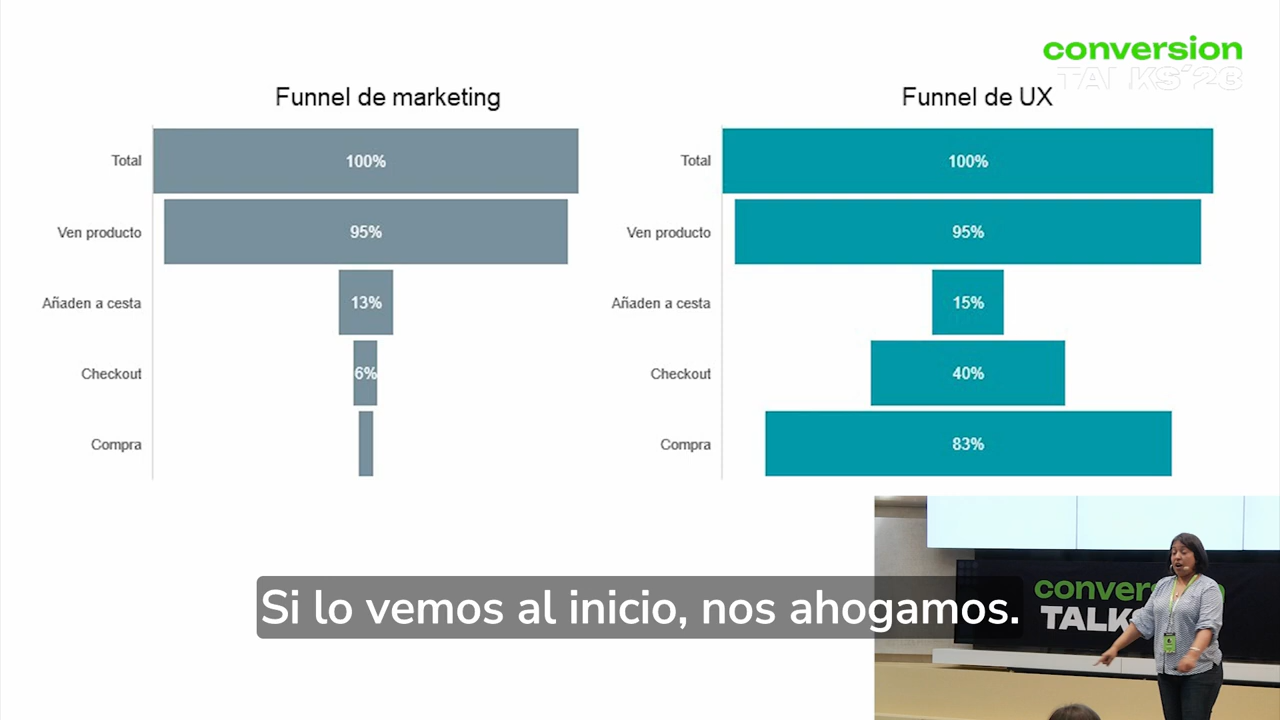 conversion
TALKS'23
Funnel de marketing
Total
100%
Ven producto
95%
Añaden a cesta
13%
Checkout
6%
Compra
Funnel de UX
Total
100%
Ven producto
95%
Añaden a cesta
15%
Checkout
40%
Compra
83%
Si lo vemos al inicio, nos ahogamos.
conversion
TALK